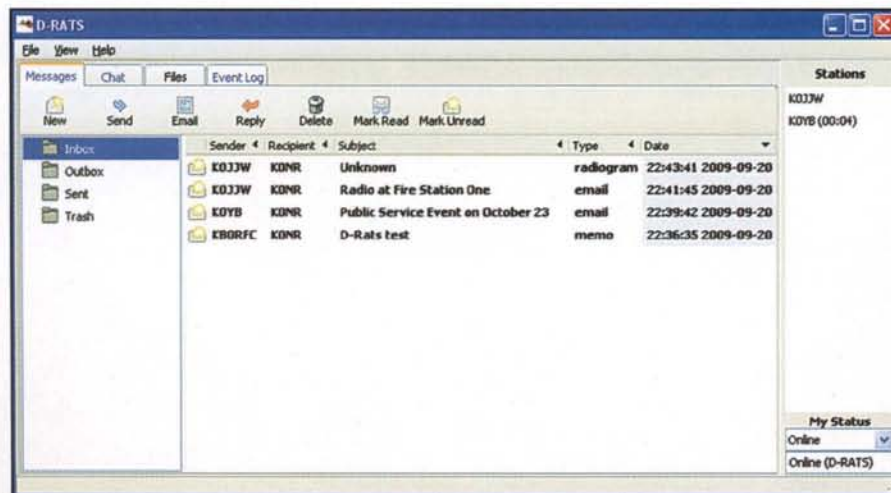 D-RATS
File View Help
Messages Chat Files Event Log
New Send Email Reply Delete Mark Read Mark Unread
Inbox
Outbox
Sent
Trash
Sender Recipient Subject Type Date
K0JJW K0NR Unknown radiogram 22:43:41 2009-09-20
K0JJW K0NR Radio at Fire Station One email 22:41:45 2009-09-20
K0YB K0NR Public Service Event on October 23 email 22:39:42 2009-09-20
KB0RFC K0NR D-Rats test memo 22:36:35 2009-09-20
Stations
K0JJW
K0YB (00:04)
My Status
Online
Online (D-RATS)